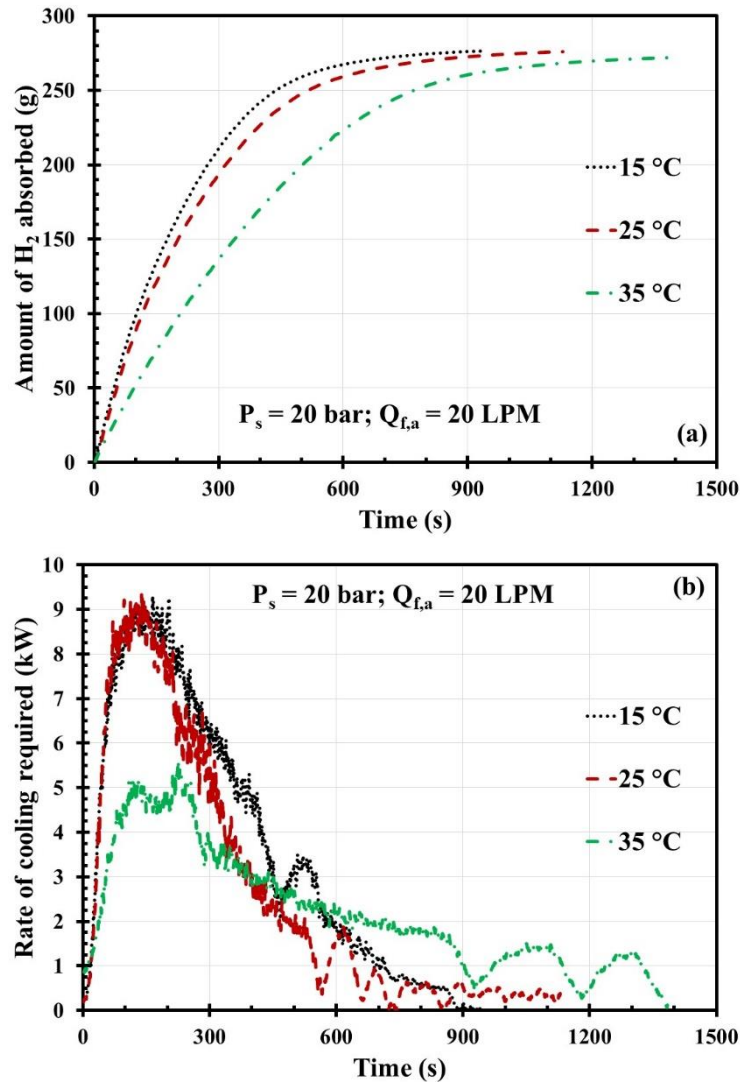 300
250
200
150
100
50
0
Amount of H₂ absorbed (g)
15 °C
25 °C
35 °C
Pₛ = 20 bar; Q_f,a = 20 LPM
(a)
0 300 600 900 1200 1500
Time (s)
10
9
8
7
6
5
4
3
2
1
0
Rate of cooling required (kW)
Pₛ = 20 bar; Q_f,a = 20 LPM
(b)
15 °C
25 °C
35 °C
0 300 600 900 1200 1500
Time (s)